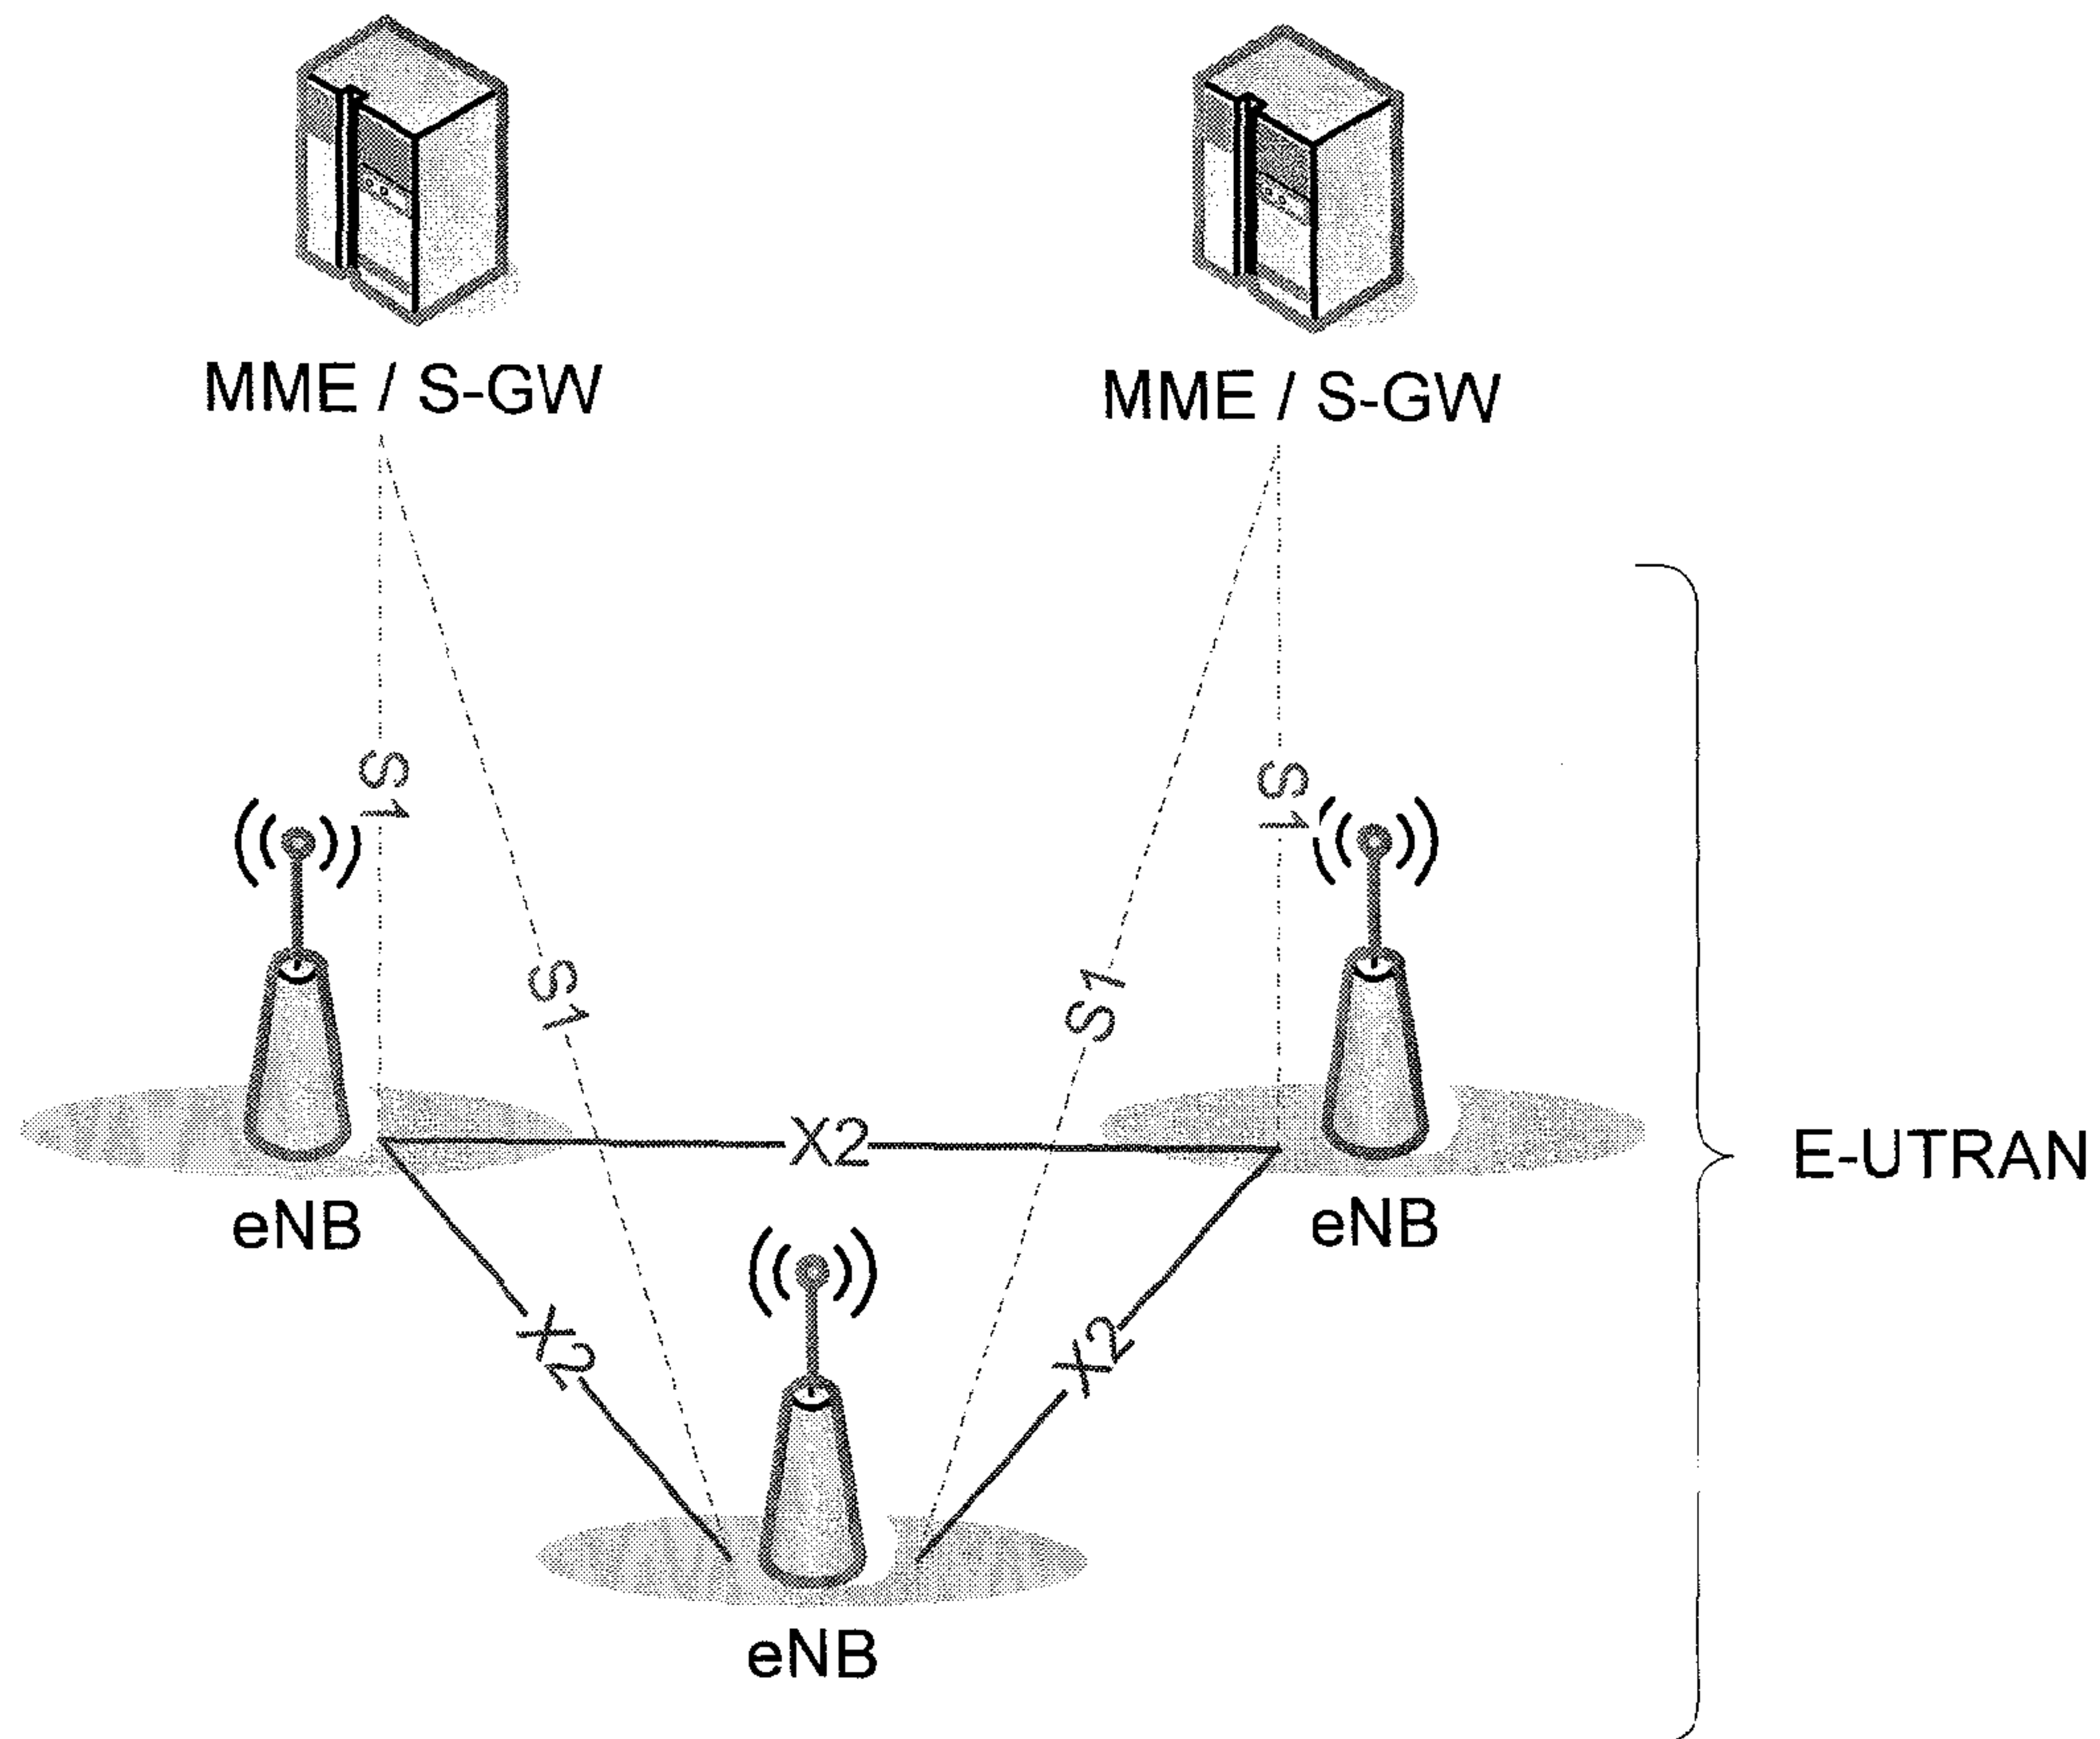 MME / S-GW
MME / S-GW
S1
S1
S1
S1
X2
E-UTRAN
eNB
eNB
X2
X2
eNB